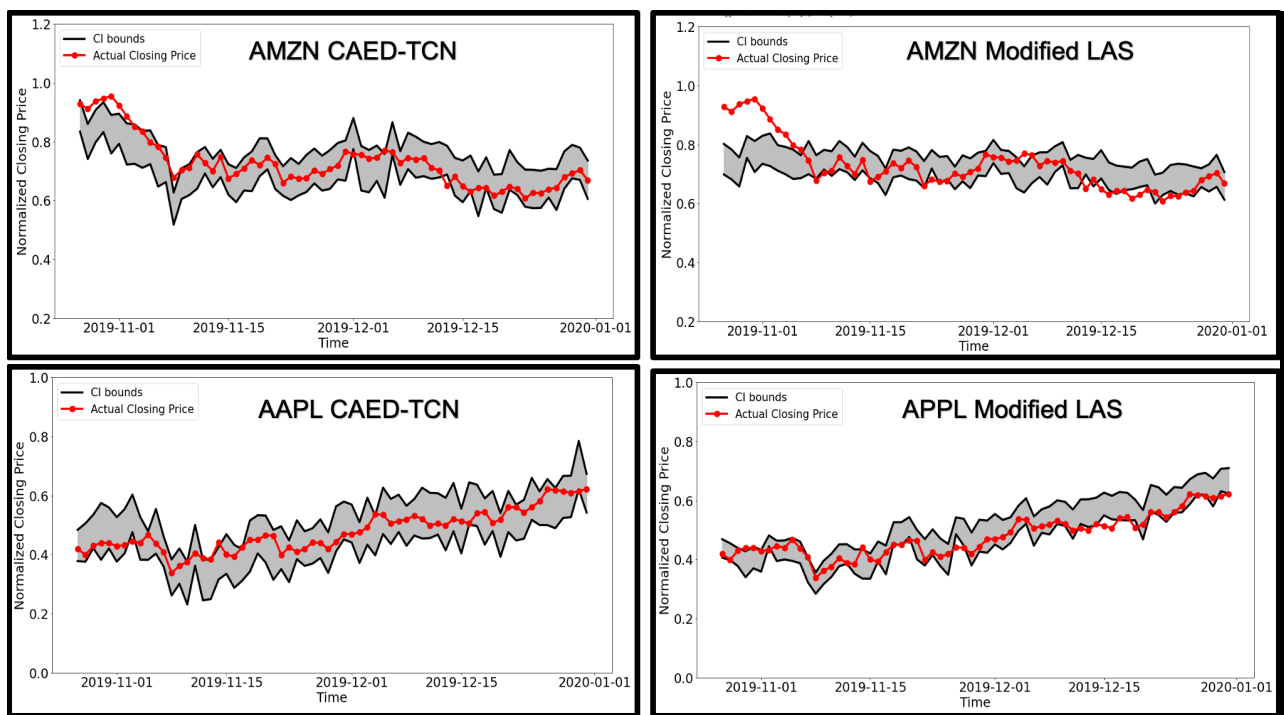 AMZN CAED-TCN
CI bounds
Actual Closing Price
Normalized Closing Price
1.2
1.0
0.8
0.6
0.4
0.2
2019-11-01 2019-11-15 2019-12-01 2019-12-15 2020-01-01
Time
AMZN Modified LAS
CI bounds
Actual Closing Price
Normalized Closing Price
1.2
1.0
0.8
0.6
0.4
0.2
2019-11-01 2019-11-15 2019-12-01 2019-12-15 2020-01-01
Time
AAPL CAED-TCN
CI bounds
Actual Closing Price
Normalized Closing Price
1.0
0.8
0.6
0.4
0.2
0.0
2019-11-01 2019-11-15 2019-12-01 2019-12-15 2020-01-01
Time
APPL Modified LAS
CI bounds
Actual Closing Price
Normalized Closing Price
1.0
0.8
0.6
0.4
0.2
0.0
2019-11-01 2019-11-15 2019-12-01 2019-12-15 2020-01-01
Time